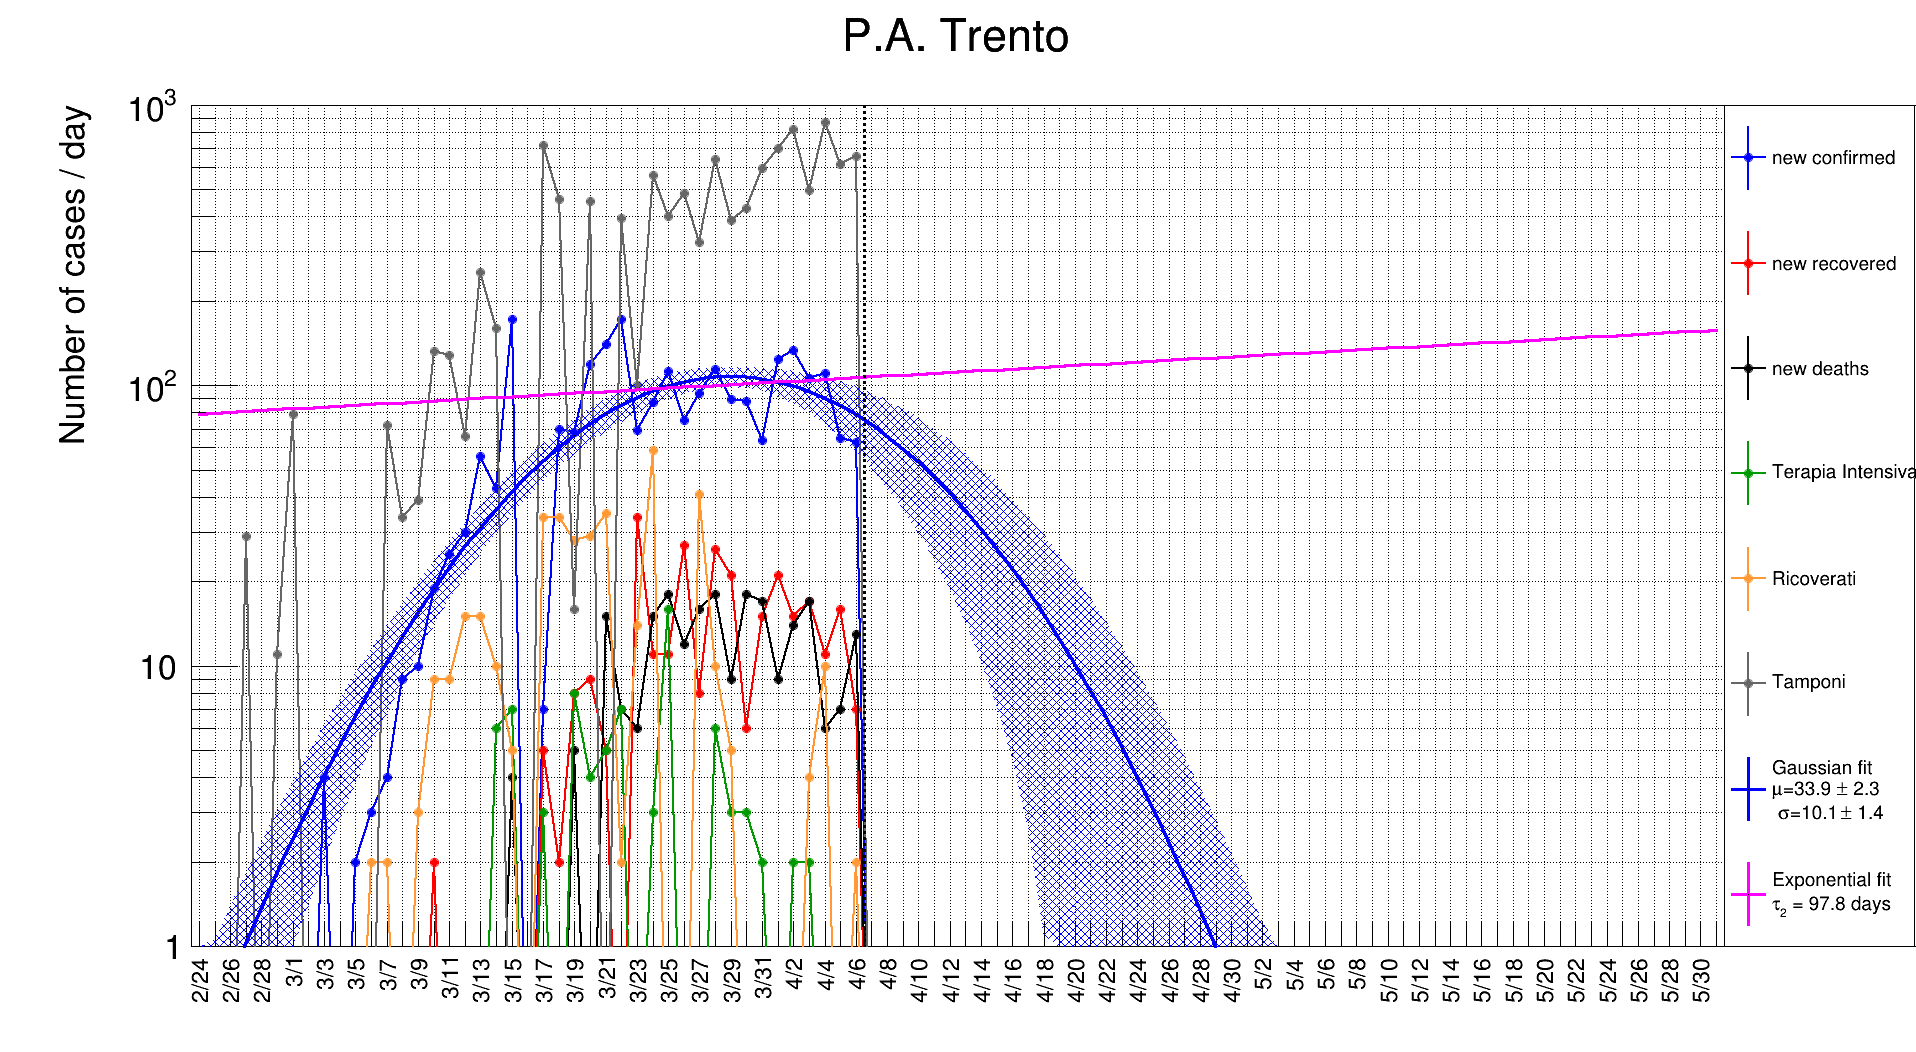 P.A. Trento
Number of cases / day
10³
10²
10
1
2/24 2/26 2/28 3/1 3/3 3/5 3/7 3/9 3/11 3/13 3/15 3/17 3/19 3/21 3/23 3/25 3/27 3/29 3/31 4/2 4/4 4/6 4/8 4/10 4/12 4/14 4/16 4/18 4/20 4/22 4/24 4/26 4/28 4/30 5/2 5/4 5/6 5/8 5/10 5/12 5/14 5/16 5/18 5/20 5/22 5/24 5/26 5/28 5/30
new confirmed
new recovered
new deaths
Terapia Intensiva
Ricoverati
Tamponi
Gaussian fit
μ=33.9 ± 2.3
σ=10.1 ± 1.4
Exponential fit
τ₂ = 97.8 days